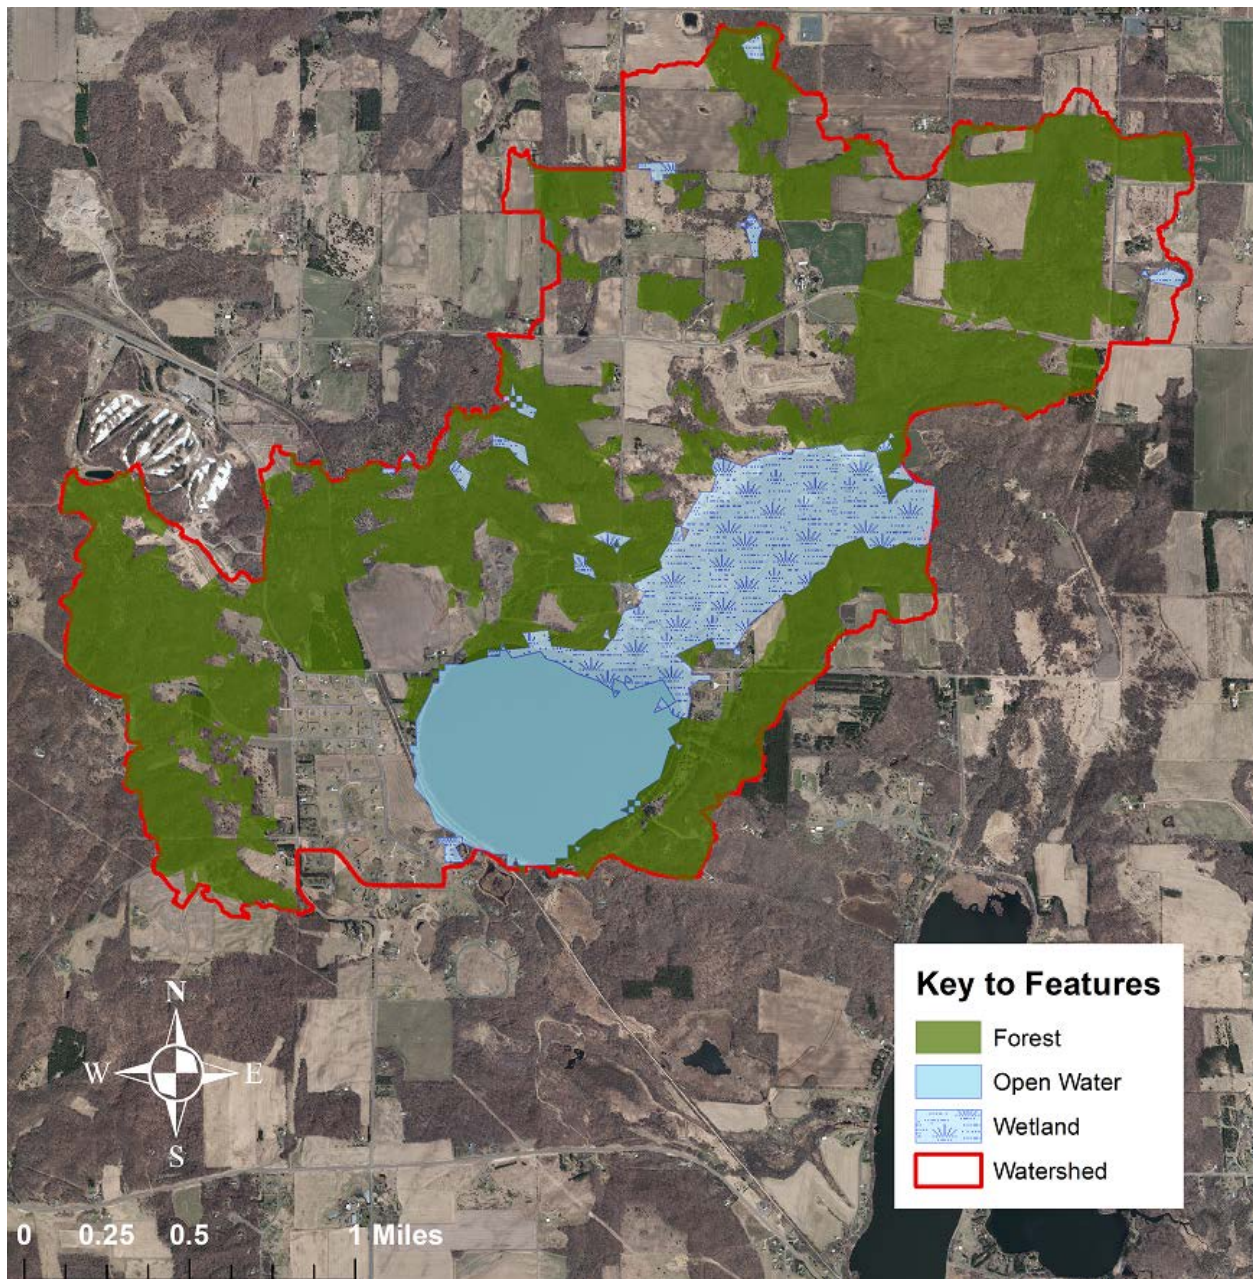 Key to Features
Forest
Open Water
Wetland
Watershed
N
W E
S
0 0.25 0.5 1 Miles